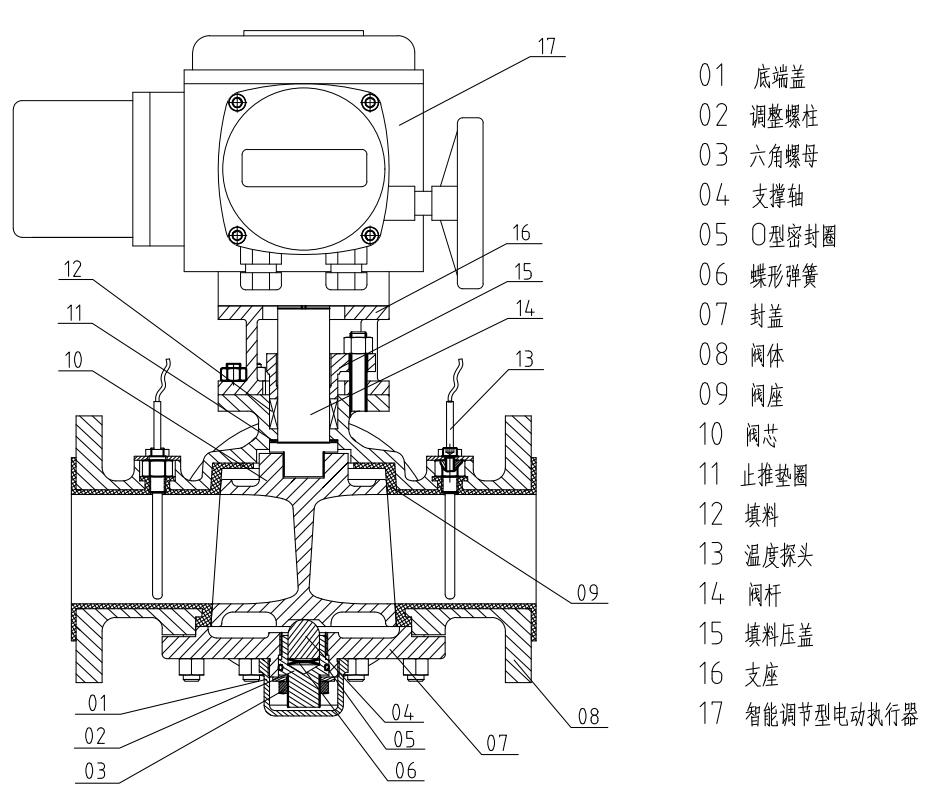 17
16
15
14
13
12
11
10
09
08
07
01
02
03
04
05
06
01 底端盖
02 调整螺柱
03 六角螺母
04 支撑轴
05 O型密封圈
06 蝶形弹簧
07 封盖
08 阀体
09 阀座
10 阀芯
11 止推垫圈
12 填料
13 温度探头
14 阀杆
15 填料压盖
16 支座
17 智能调节型电动执行器